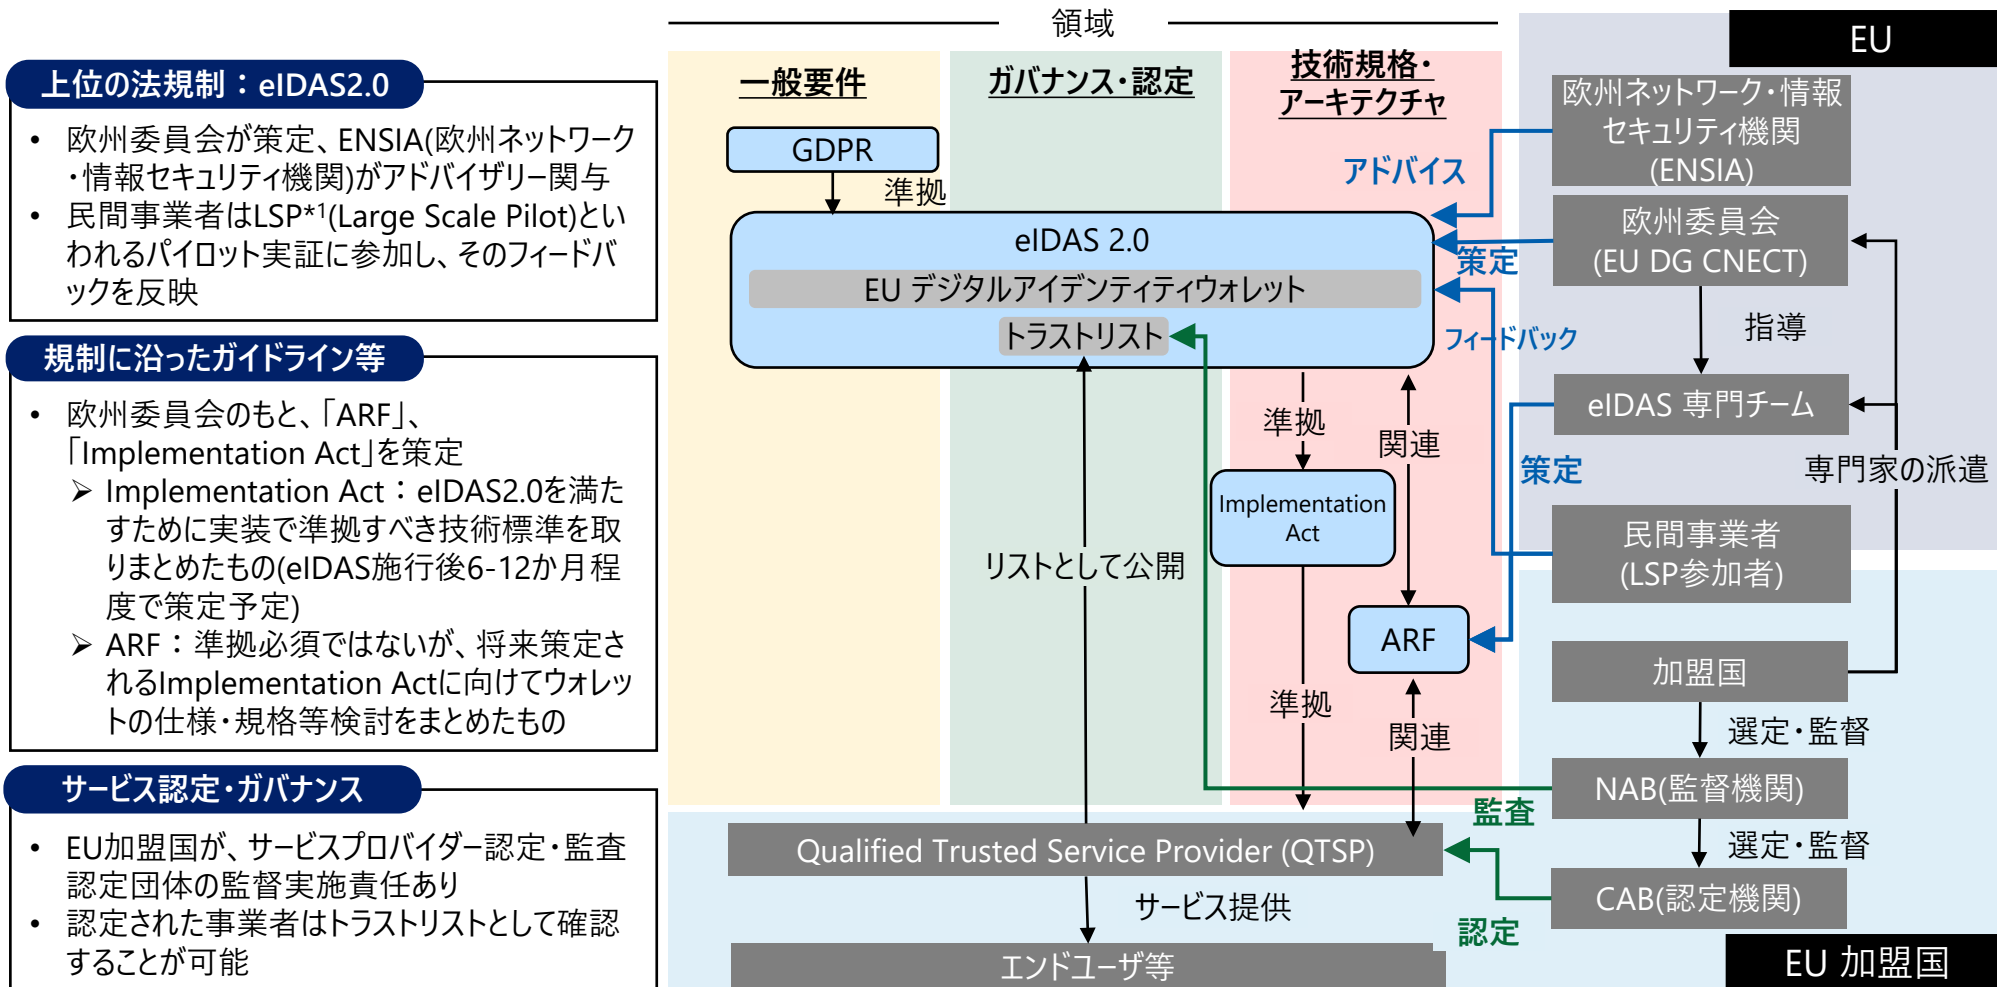 上位の法規制：eIDAS2.0
• 欧州委員会が策定、ENSIA(欧州ネットワーク
・情報セキュリティ機関)がアドバイザリー関与
• 民間事業者はLSP*1(Large Scale Pilot)とい
われるパイロット実証に参加し、そのフィードバ
ックを反映
規制に沿ったガイドライン等
• 欧州委員会のもと、「ARF」、
「Implementation Act」を策定
➢ Implementation Act：eIDAS2.0を満た
すために実装で準拠すべき技術標準を取
りまとめたもの(eIDAS施行後6-12か月程
度で策定予定)
➢ ARF：準拠必須ではないが、将来策定さ
れるImplementation Actに向けてウォレッ
トの仕様・規格等検討をまとめたもの
サービス認定・ガバナンス
• EU加盟国が、サービスプロバイダー認定・監査
認定団体の監督実施責任あり
• 認定された事業者はトラストリストとして確認
することが可能
領域
一般要件
ガバナンス・認定
技術規格・
アーキテクチャ
GDPR
準拠
eIDAS 2.0
EU デジタルアイデンティティウォレット
トラストリスト
アドバイス
策定
フィードバック
準拠
関連
策定
Implementation
Act
リストとして公開
ARF
準拠
関連
監査
Qualified Trusted Service Provider (QTSP)
サービス提供
認定
エンドユーザ等
EU
欧州ネットワーク・情報
セキュリティ機関
(ENSIA)
欧州委員会
(EU DG CNECT)
指導
eIDAS 専門チーム
専門家の派遣
民間事業者
(LSP参加者)
加盟国
選定・監督
NAB(監督機関)
選定・監督
CAB(認定機関)
EU 加盟国